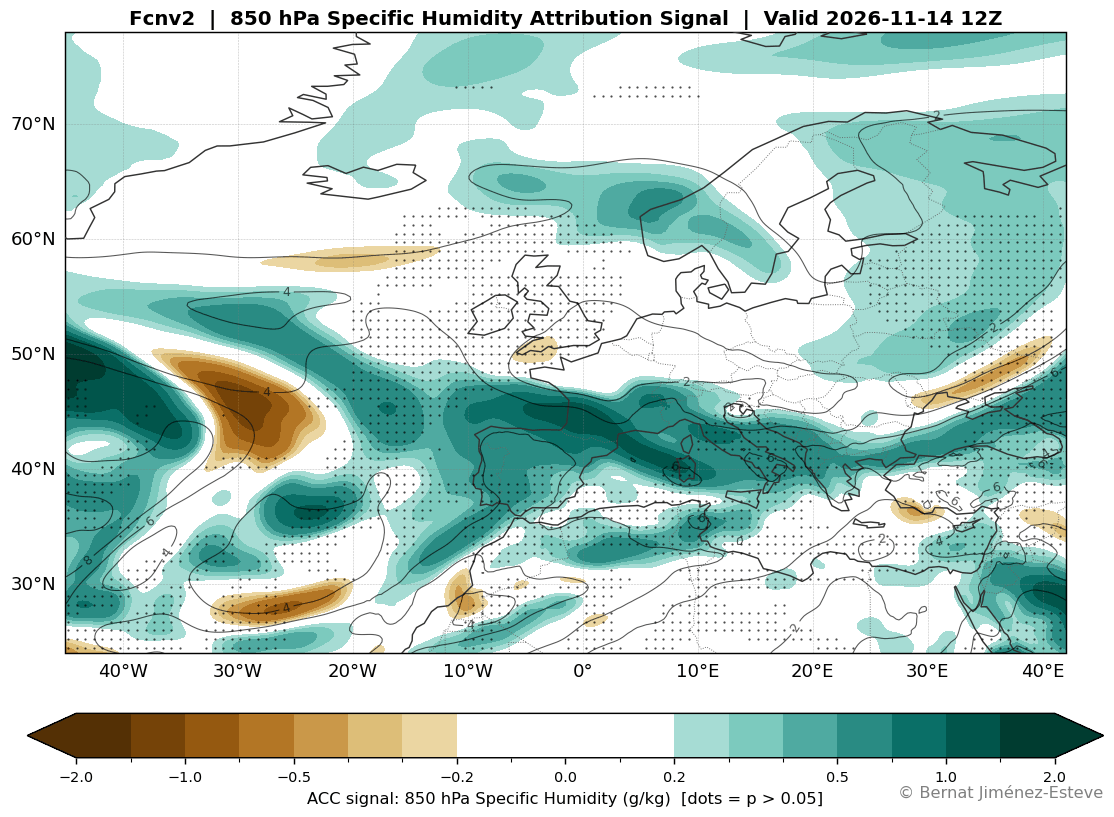 Fcnv2 | 850 hPa Specific Humidity Attribution Signal | Valid 2026-11-14 12Z
70°N
60°N
50°N
40°N
30°N
40°W 30°W 20°W 10°W 0° 10°E 20°E 30°E 40°E
−2.0 −1.0 −0.5 −0.2 0.0 0.2 0.5 1.0 2.0
ACC signal: 850 hPa Specific Humidity (g/kg) [dots = p > 0.05]
© Bernat Jiménez-Esteve